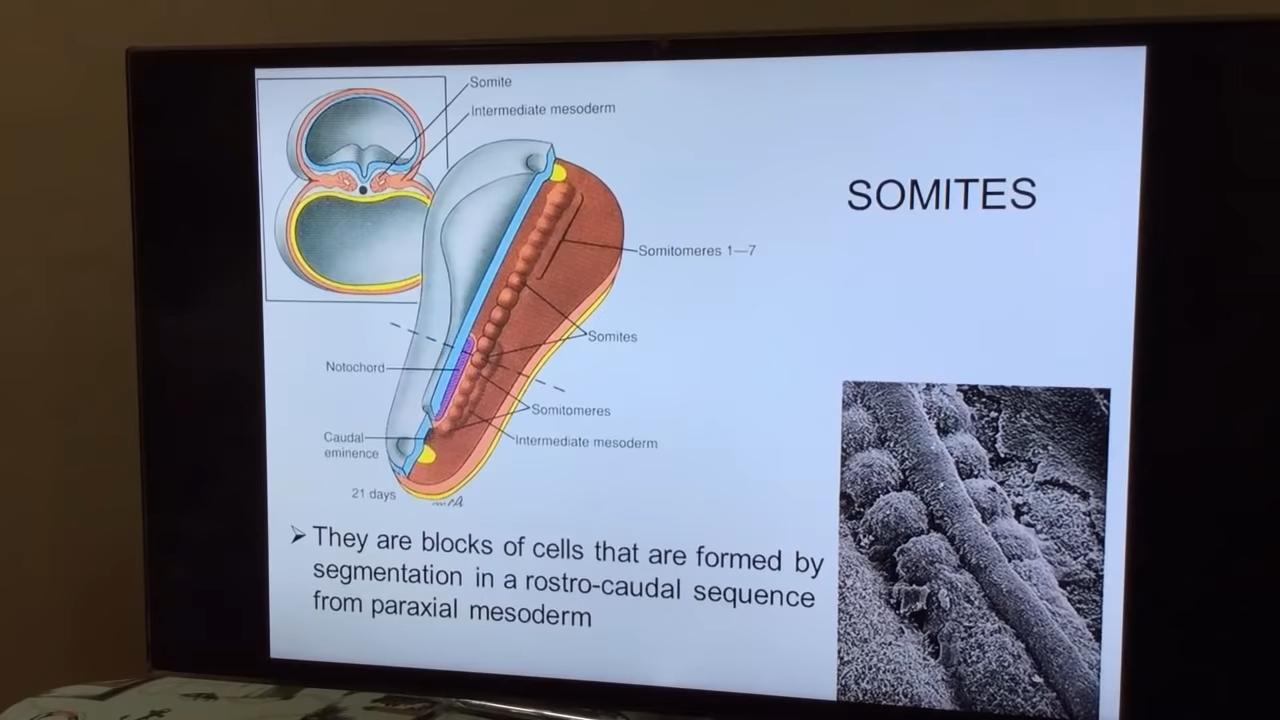 Somite
Intermediate mesoderm
SOMITES
Somitomeres 1—7
Somites
Notochord
Somitomeres
Caudal
eminence
Intermediate mesoderm
21 days
They are blocks of cells that are formed by
segmentation in a rostro-caudal sequence
from paraxial mesoderm